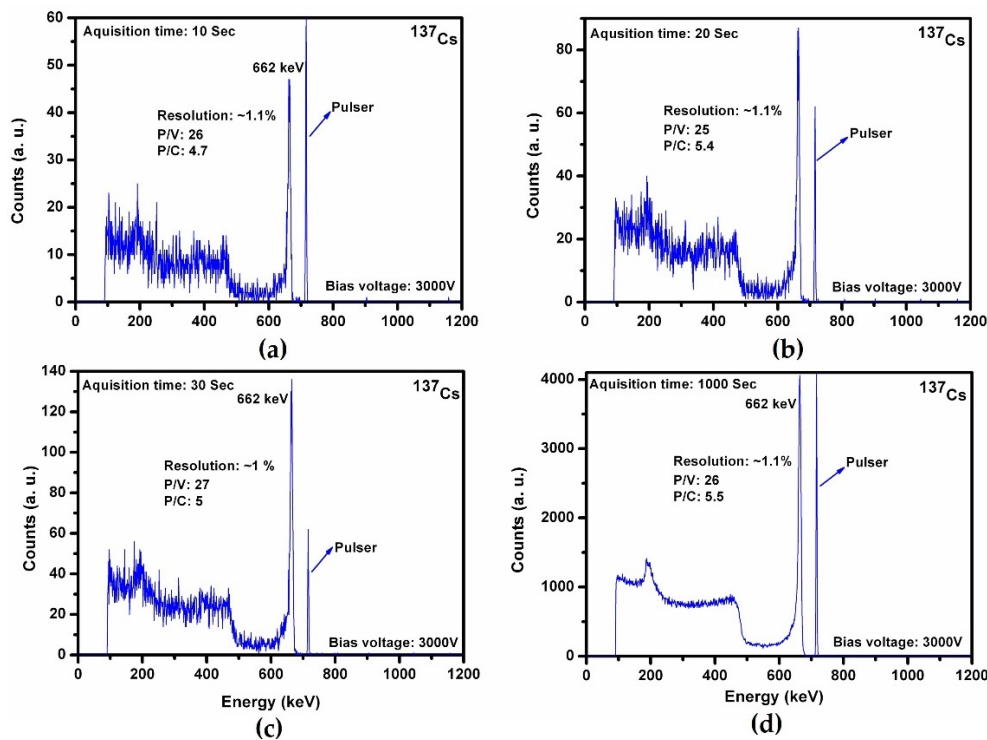 60
50
40
30
20
10
0
Counts (a. u.)
Aquisition time: 10 Sec
137Cs
662 keV
Resolution: ~1.1%
P/V: 26
P/C: 4.7
Pulser
Bias voltage: 3000V
0 200 400 600 800 1000 1200
(a)
80
60
40
20
0
Counts (a. u.)
Aqusition time: 20 Sec
137Cs
Resolution: ~1.1%
P/V: 25
P/C: 5.4
Pulser
Bias voltage: 3000V
0 200 400 600 800 1000 1200
(b)
140
120
100
80
60
40
20
0
Counts (a. u.)
Aquisition time: 30 Sec
137Cs
662 keV
Resolution: ~1 %
P/V: 27
P/C: 5
Pulser
Bias voltage: 3000V
0 200 400 600 800 1000 1200
Energy (keV)
(c)
4000
3000
2000
1000
0
Counts (a. u.)
Aquisition time: 1000 Sec
137Cs
662 keV
Resolution: ~1.1%
P/V: 26
P/C: 5.5
Pulser
Bias voltage: 3000V
0 200 400 600 800 1000 1200
Energy (keV)
(d)